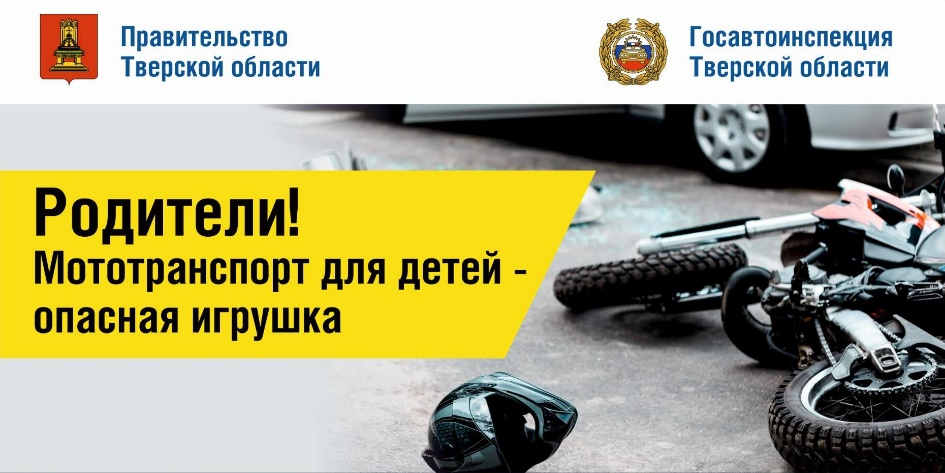 Правительство
Тверской области
Госавтоинспекция
Тверской области
Родители!
Мототранспорт для детей -
опасная игрушка